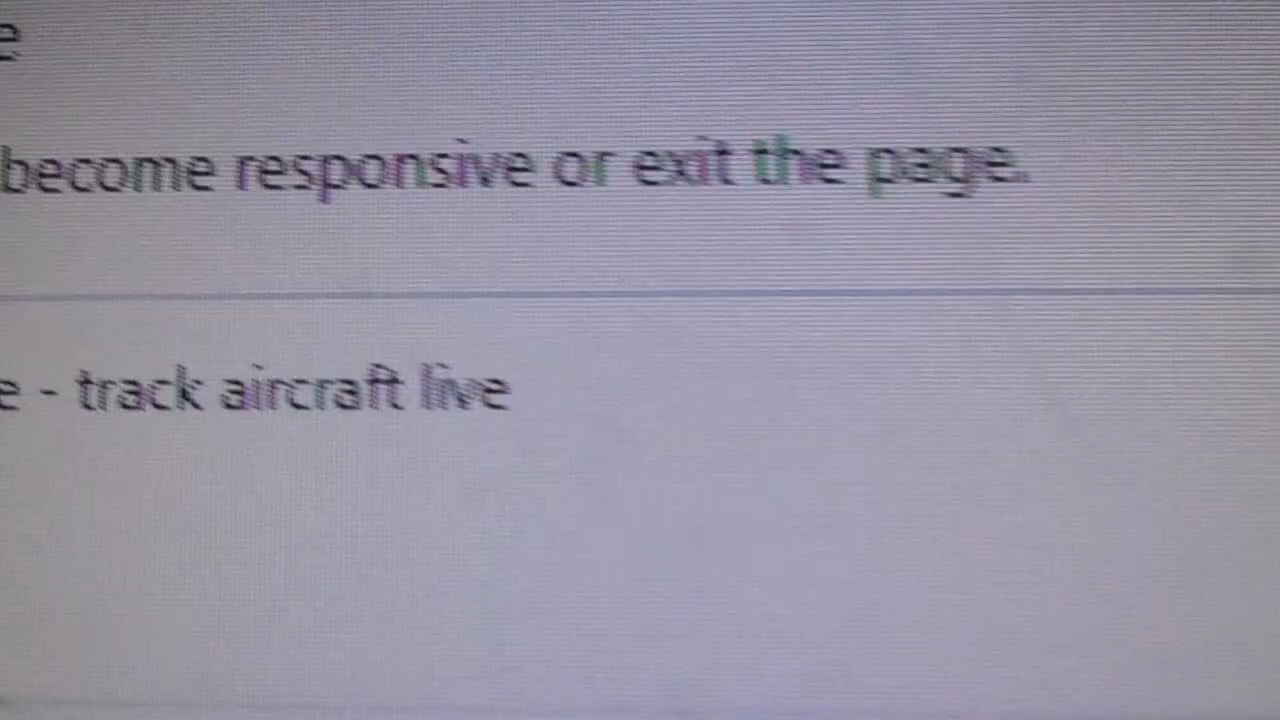 e
become responsive or exit the page.
e - track aircraft live